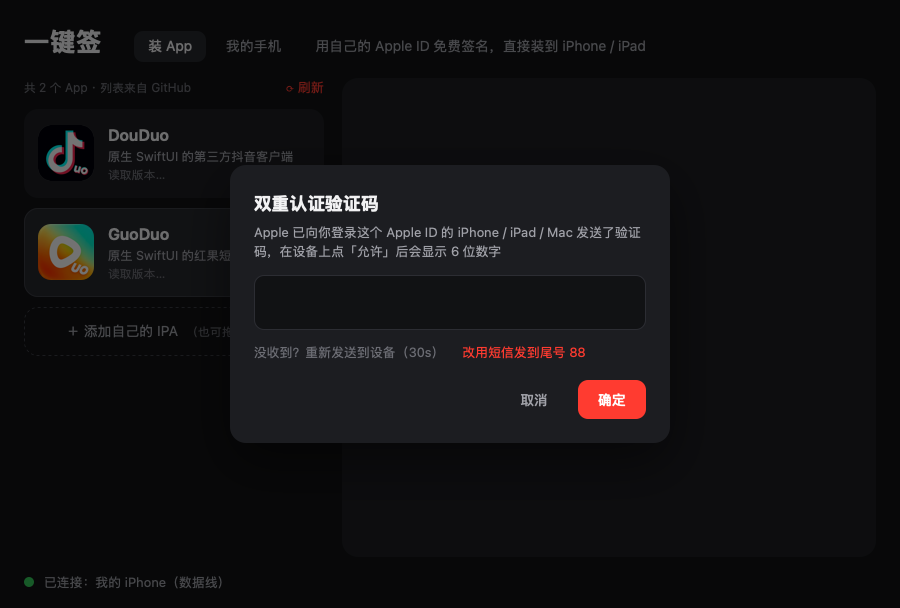 一键签
装 App
我的手机
用自己的 Apple ID 免费签名，直接装到 iPhone / iPad
共 2 个 App · 列表来自 GitHub
刷新
DouDuo
原生 SwiftUI 的第三方抖音客户端
读取版本...
uo
GuoDuo
原生 SwiftUI 的红果短
读取版本...
uo
+ 添加自己的 IPA （也可拖
双重认证验证码
Apple 已向你登录这个 Apple ID 的 iPhone / iPad / Mac 发送了验证
码，在设备上点「允许」后会显示 6 位数字
没收到？重新发送到设备（30s）
改用短信发到尾号 88
取消
确定
已连接：我的 iPhone（数据线）